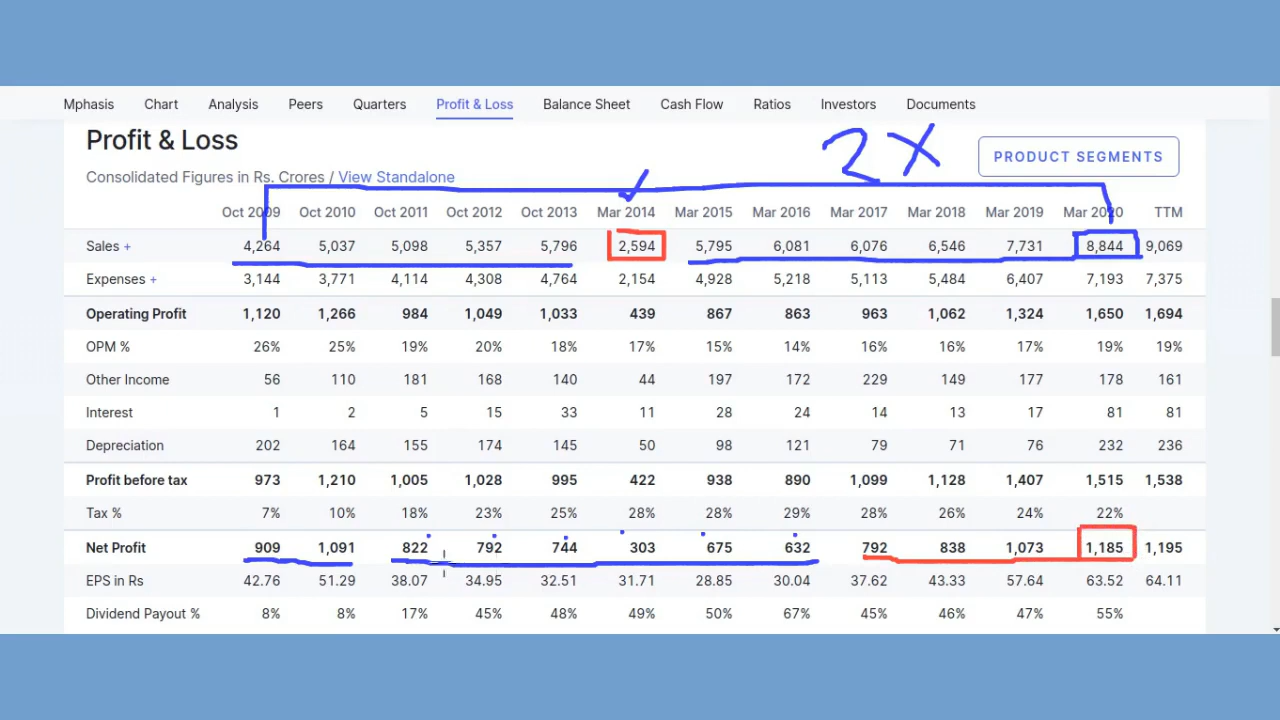 Mphasis Chart Analysis Peers Quarters Profit & Loss Balance Sheet Cash Flow Ratios Investors Documents
Profit & Loss
2X
PRODUCT SEGMENTS
Consolidated Figures in Rs. Crores / View Standalone
Oct 2009 Oct 2010 Oct 2011 Oct 2012 Oct 2013 Mar 2014 Mar 2015 Mar 2016 Mar 2017 Mar 2018 Mar 2019 Mar 2020 TTM
Sales + 4,264 5,037 5,098 5,357 5,796 2,594 5,795 6,081 6,076 6,546 7,731 8,844 9,069
Expenses + 3,144 3,771 4,114 4,308 4,764 2,154 4,928 5,218 5,113 5,484 6,407 7,193 7,375
Operating Profit 1,120 1,266 984 1,049 1,033 439 867 863 963 1,062 1,324 1,650 1,694
OPM % 26% 25% 19% 20% 18% 17% 15% 14% 16% 16% 17% 19% 19%
Other Income 56 110 181 168 140 44 197 172 229 149 177 178 161
Interest 1 2 5 15 33 11 28 24 14 13 17 81 81
Depreciation 202 164 155 174 145 50 98 121 79 71 76 232 236
Profit before tax 973 1,210 1,005 1,028 995 422 938 890 1,099 1,128 1,407 1,515 1,538
Tax % 7% 10% 18% 23% 25% 28% 28% 29% 28% 26% 24% 22%
Net Profit 909 1,091 822 792 744 303 675 632 792 838 1,073 1,185 1,195
EPS in Rs 42.76 51.29 38.07 34.95 32.51 31.71 28.85 30.04 37.62 43.33 57.64 63.52 64.11
Dividend Payout % 8% 8% 17% 45% 48% 49% 50% 67% 45% 46% 47% 55%